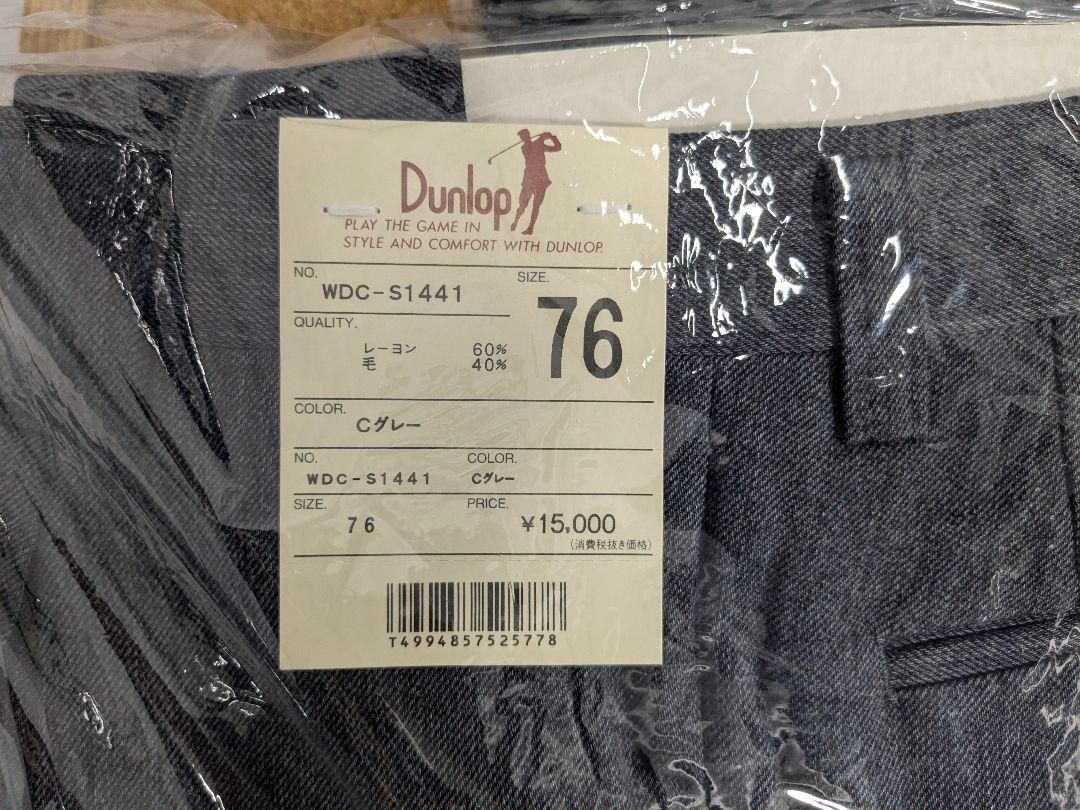 Dunlop
PLAY THE GAME IN
STYLE AND COMFORT WITH DUNLOP.
NO.
WDC-S1441
SIZE.
76
QUALITY.
レーヨン 60%
毛 40%
COLOR.
Cグレー
NO. COLOR.
WDC-S1441 Cグレー
SIZE. PRICE.
76 ¥15,000
(消費税抜き価格)
T4994857525778